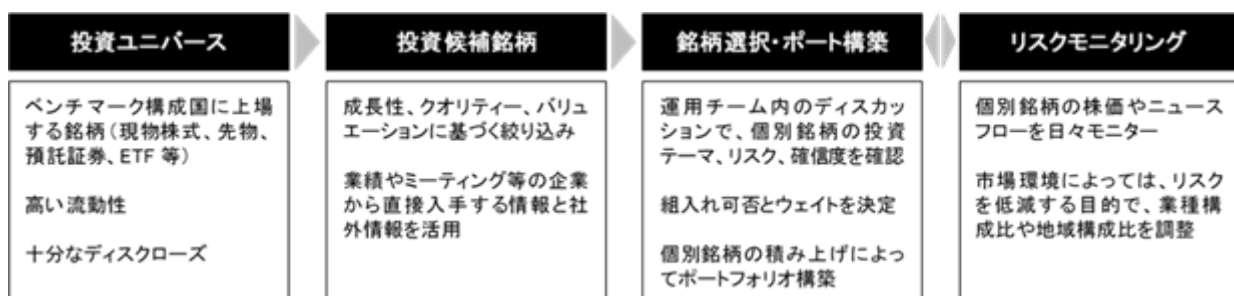 投資ユニバース
ベンチマーク構成国に上場
する銘柄(現物株式、先物、
預託証券、ETF 等)
高い流動性
十分なディスクローズ
投資候補銘柄
成長性、クオリティー、バリュ
エーションに基づく絞り込み
業績やミーティング等の企業
から直接入手する情報と社
外情報を活用
銘柄選択・ポート構築
運用チーム内のディスカッ
ションで、個別銘柄の投資
テーマ、リスク、確信度を確認
組入れ可否とウェイトを決定
個別銘柄の積み上げによっ
てポートフォリオ構築
リスクモニタリング
個別銘柄の株価やニュース
フローを日々モニター
市場環境によっては、リスク
を低減する目的で、業種構
成比や地域構成比を調整